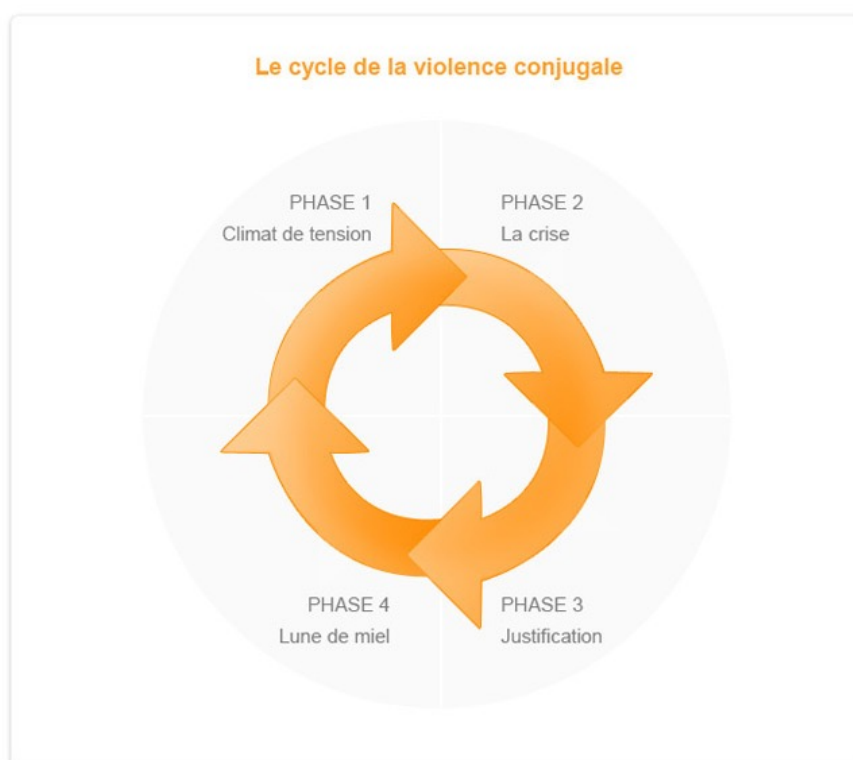 Le cycle de la violence conjugale
PHASE 1
Climat de tension
PHASE 2
La crise
PHASE 4
Lune de miel
PHASE 3
Justification